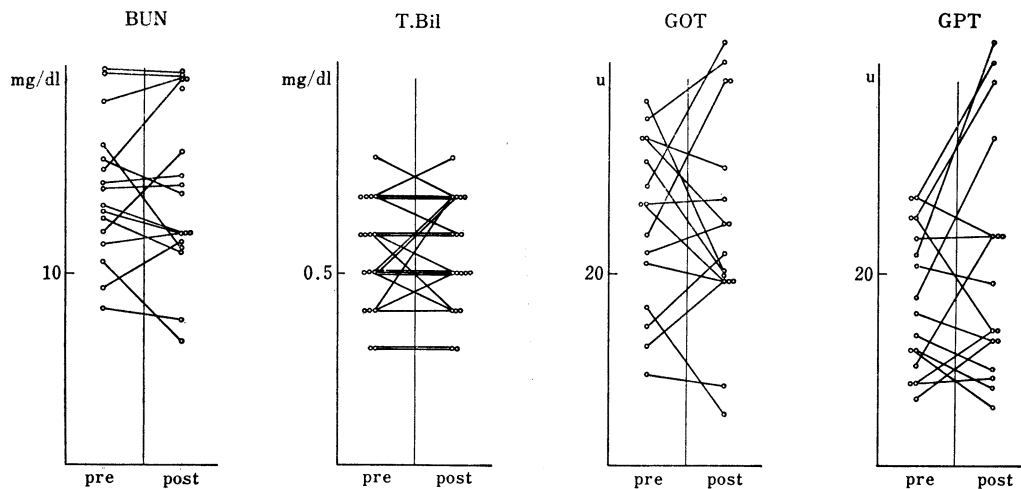 BUN
mg/dl
10
pre post
T.Bil
mg/dl
0.5
pre post
GOT
u
20
pre post
GPT
u
20
pre post